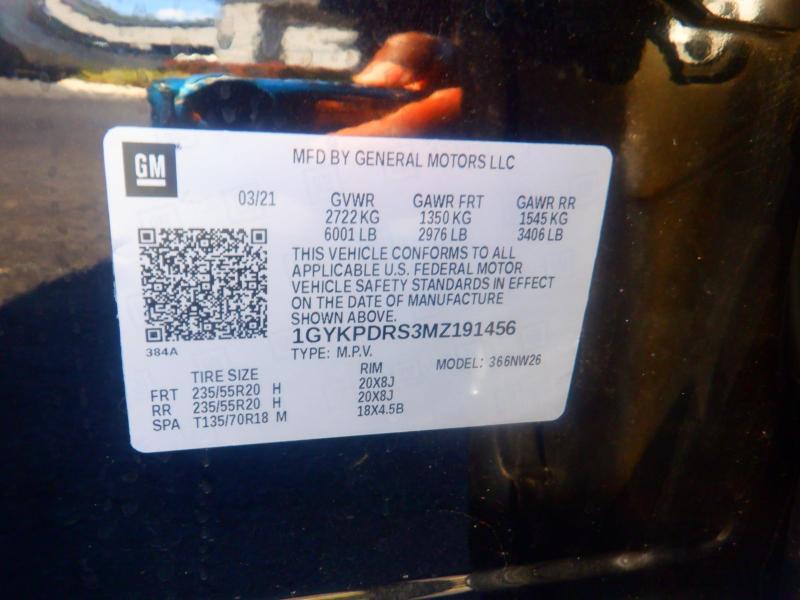 GM
MFD BY GENERAL MOTORS LLC
03/21 GVWR GAWR FRT GAWR RR
2722 KG 1350 KG 1545 KG
6001 LB 2976 LB 3406 LB
THIS VEHICLE CONFORMS TO ALL
APPLICABLE U.S. FEDERAL MOTOR
VEHICLE SAFETY STANDARDS IN EFFECT
ON THE DATE OF MANUFACTURE
SHOWN ABOVE.
1GYKPDRS3MZ191456
384A
TYPE: M.P.V. MODEL: 366NW26
TIRE SIZE RIM
FRT 235/55R20 H 20X8J
RR 235/55R20 H 20X8J
SPA T135/70R18 M 18X4.5B